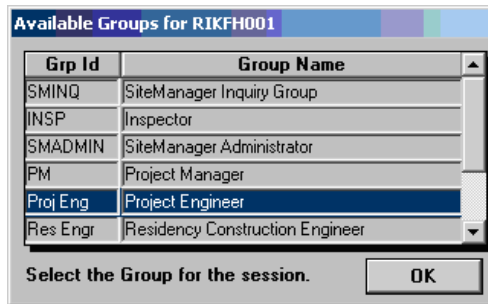 Available Groups for RIKFH001
Grp Id Group Name
SMINQ SiteManager Inquiry Group
INSP Inspector
SMADMIN SiteManager Administrator
PM Project Manager
Proj Eng Project Engineer
Res Engr Residency Construction Engineer
Select the Group for the session. OK